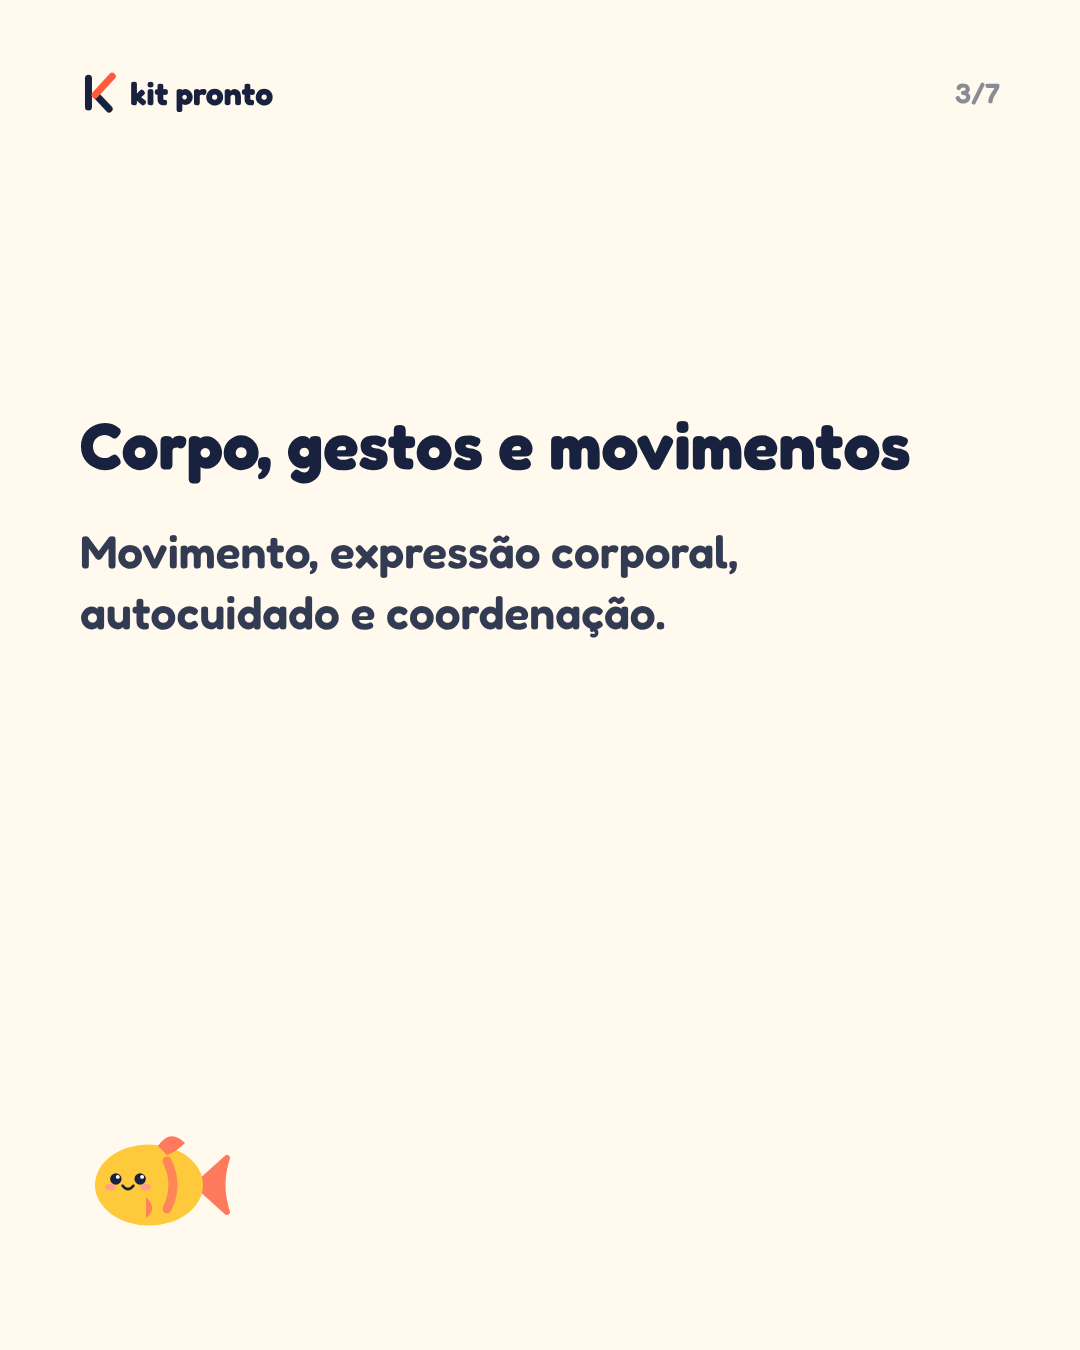 kit pronto
3/7
Corpo, gestos e movimentos
Movimento, expressão corporal,
autocuidado e coordenação.